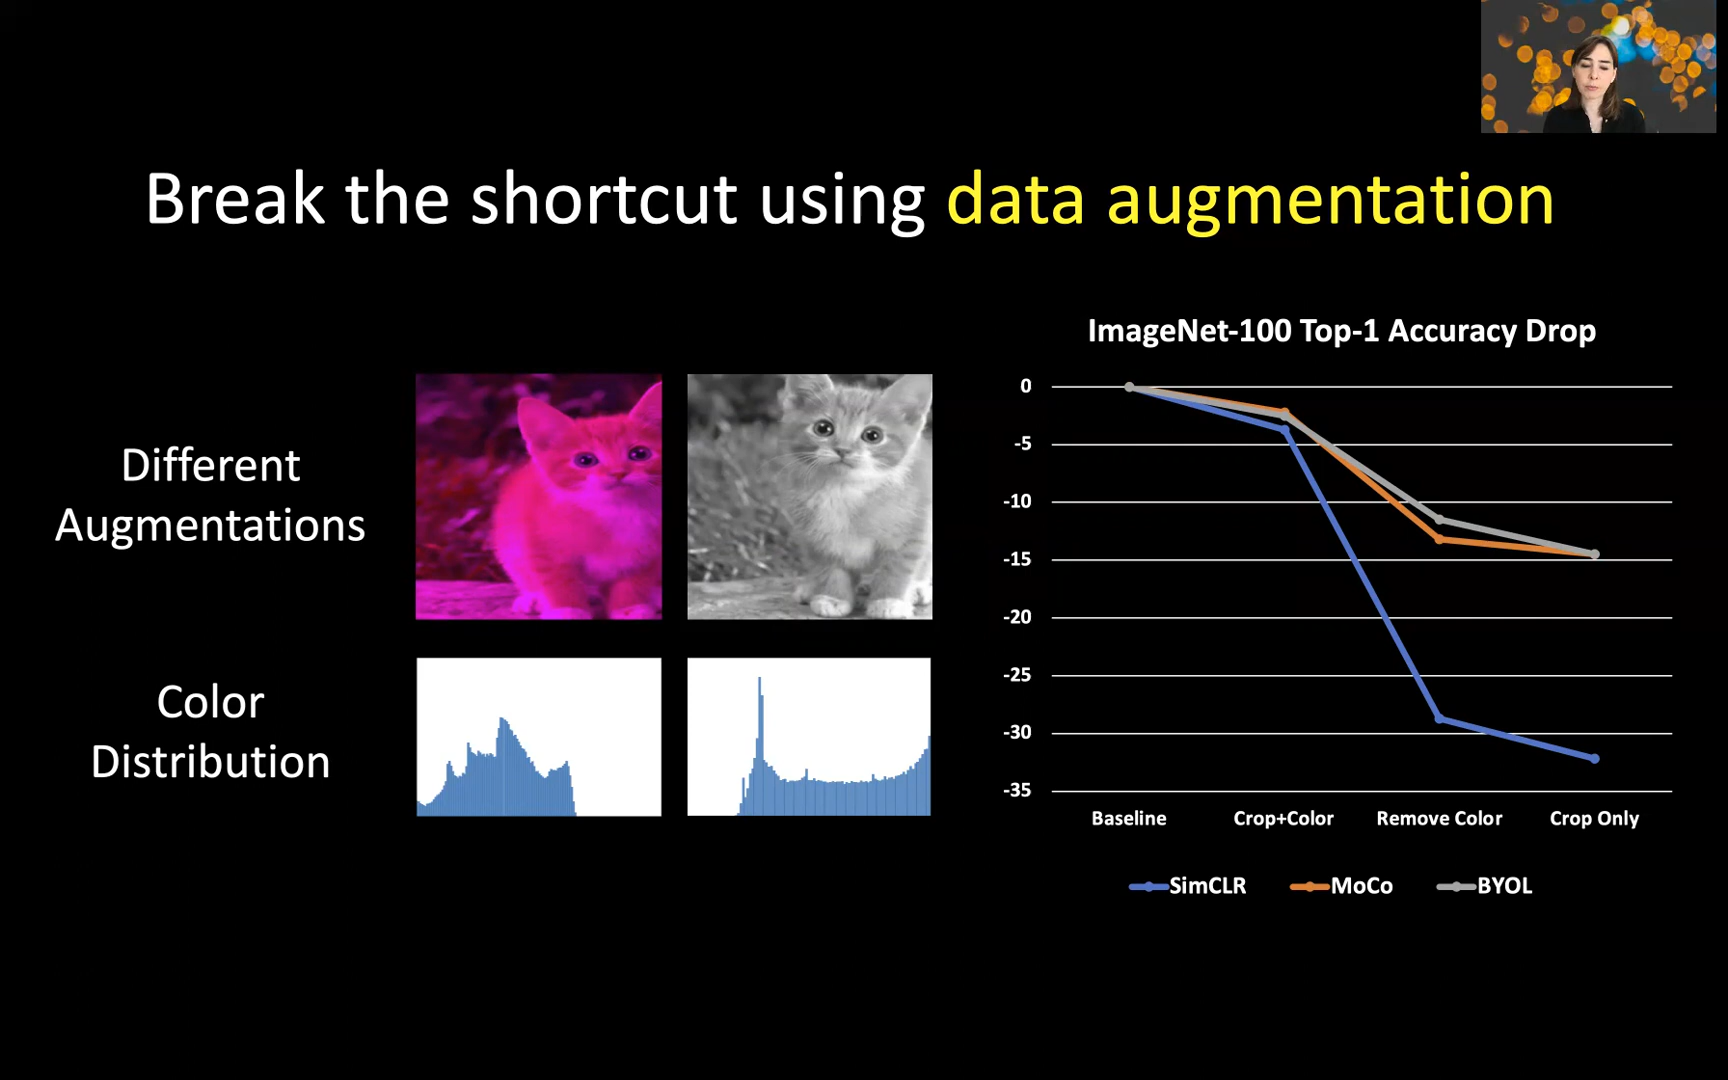 Break the shortcut using data augmentation
Different
Augmentations
Color
Distribution
ImageNet-100 Top-1 Accuracy Drop
0
-5
-10
-15
-20
-25
-30
-35
Baseline Crop+Color Remove Color Crop Only
SimCLR MoCo BYOL